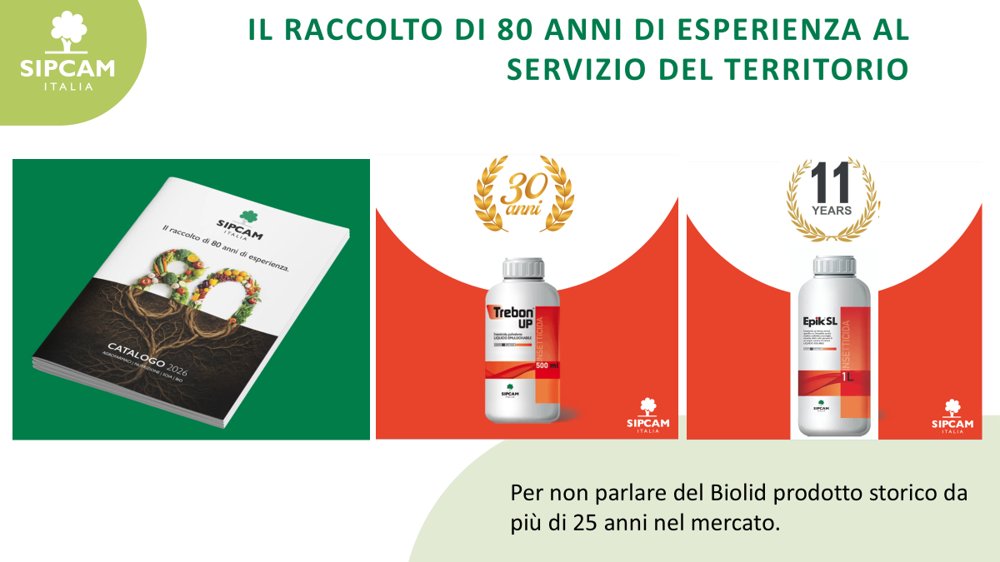 SIPCAM
ITALIA
IL RACCOLTO DI 80 ANNI DI ESPERIENZA AL
SERVIZIO DEL TERRITORIO
SIPCAM
ITALIA
Il raccolto di 80 anni di esperienza.
80
CATALOGO 2026
AGROFARMACI | NUTRIZIONE | SOIA | BIO
30
anni
Trebon
UP
Insetticida piretroide
LIQUIDO EMULSIONABILE
INSETTICIDA
500 ml
SIPCAM
ITALIA
SIPCAM
ITALIA
11
YEARS
Epik SL
INSETTICIDA
1 L
SIPCAM
SIPCAM
ITALIA
Per non parlare del Biolid prodotto storico da
più di 25 anni nel mercato.